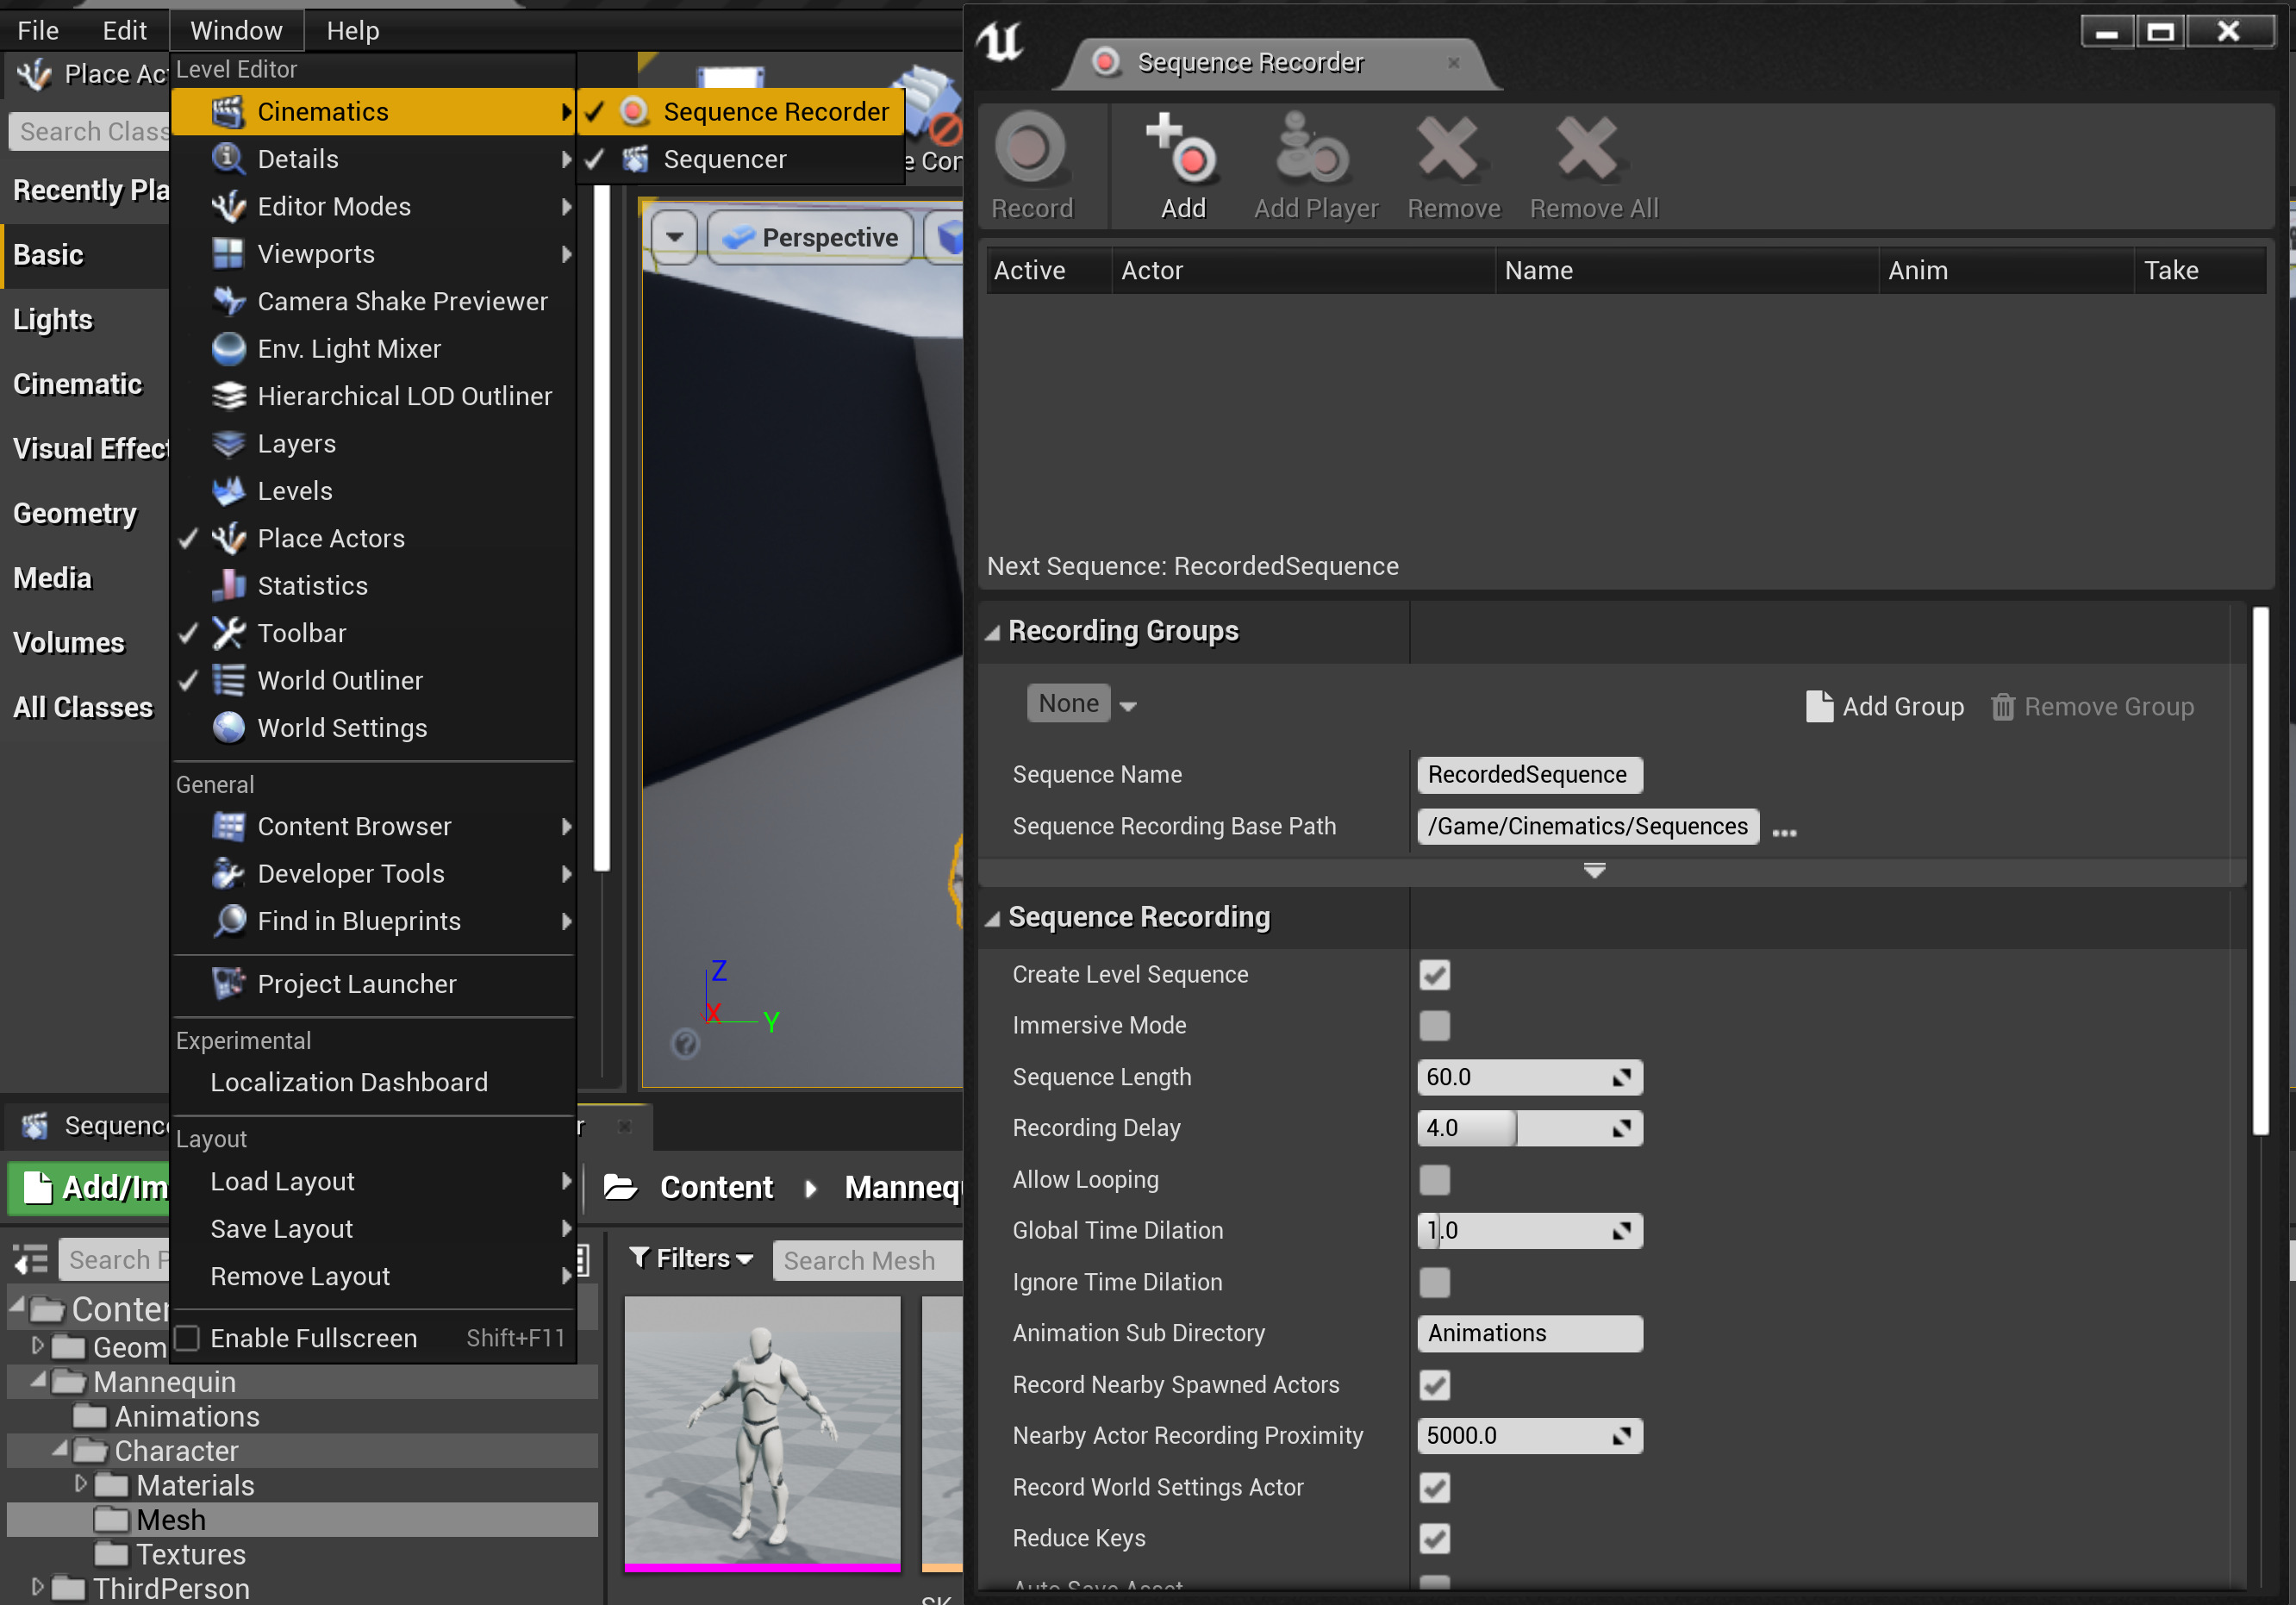 File Edit Window Help
Place Ac
Level Editor
Search Clas
Recently Pla
Basic
Lights
Cinematic
Visual Effect
Geometry
Media
Volumes
All Classes
Cinematics
Details
Editor Modes
Viewports
Camera Shake Previewer
Env. Light Mixer
Hierarchical LOD Outliner
Layers
Levels
Place Actors
Statistics
Toolbar
World Outliner
World Settings
General
Content Browser
Developer Tools
Find in Blueprints
Project Launcher
Experimental
Localization Dashboard
Layout
Load Layout
Save Layout
Remove Layout
Enable Fullscreen Shift+F11
Sequence Recorder
Sequencer
e Con
Perspective
Z
X
Y
Sequenc
r
Add/Im
Content Mannequ
Search P
Filters
Search Mesh
Conte
Geom
Mannequin
Animations
Character
Materials
Mesh
Textures
ThirdPerson
SK
Sequence Recorder
Record Add Add Player Remove Remove All
Active Actor Name Anim Take
Next Sequence: RecordedSequence
Recording Groups
None Add Group Remove Group
Sequence Name RecordedSequence
Sequence Recording Base Path /Game/Cinematics/Sequences ...
Sequence Recording
Create Level Sequence
Immersive Mode
Sequence Length 60.0
Recording Delay 4.0
Allow Looping
Global Time Dilation 1.0
Ignore Time Dilation
Animation Sub Directory Animations
Record Nearby Spawned Actors
Nearby Actor Recording Proximity 5000.0
Record World Settings Actor
Reduce Keys
Auto Save Asset